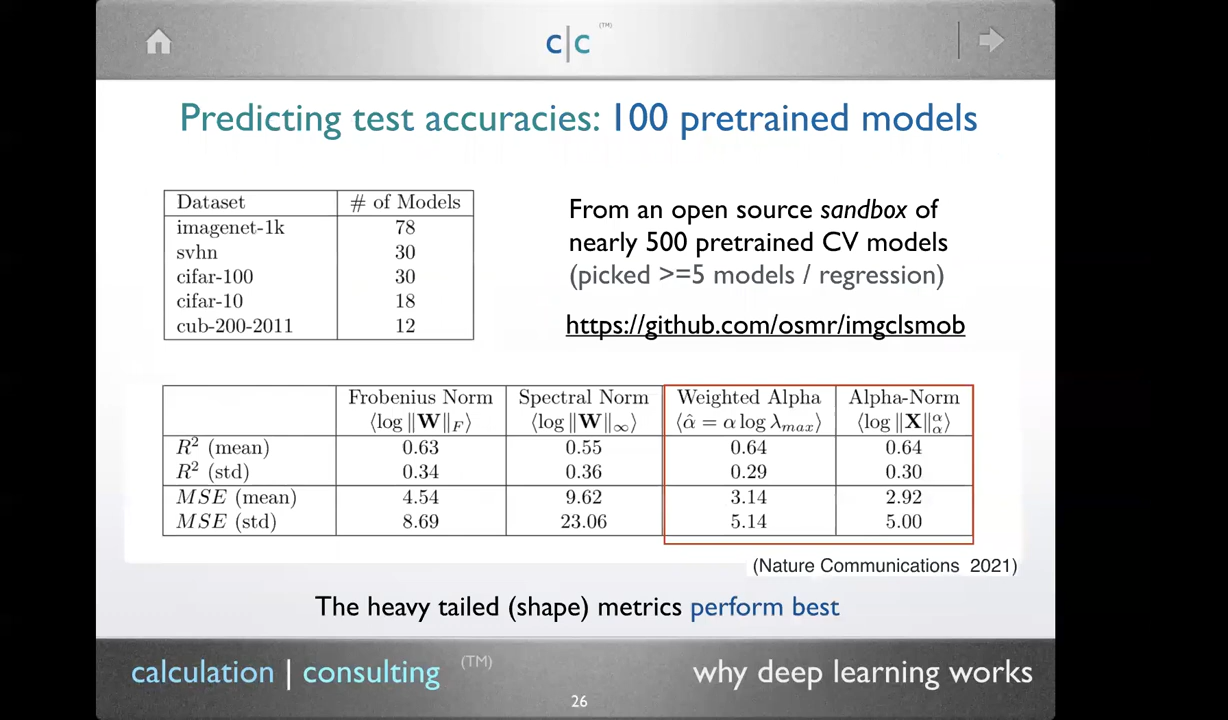 c|c (TM)
Predicting test accuracies: 100 pretrained models
Dataset # of Models
imagenet-1k 78
svhn 30
cifar-100 30
cifar-10 18
cub-200-2011 12
From an open source sandbox of
nearly 500 pretrained CV models
(picked >=5 models / regression)
https://github.com/osmr/imgclsmob
Frobenius Norm Spectral Norm Weighted Alpha Alpha-Norm
⟨log ‖W‖_F⟩ ⟨log ‖W‖_∞⟩ ⟨α̂ = α log λ_max⟩ ⟨log ‖X‖_α^α⟩
R² (mean) 0.63 0.55 0.64 0.64
R² (std) 0.34 0.36 0.29 0.30
MSE (mean) 4.54 9.62 3.14 2.92
MSE (std) 8.69 23.06 5.14 5.00
(Nature Communications 2021)
The heavy tailed (shape) metrics perform best
calculation | consulting (TM) why deep learning works
26